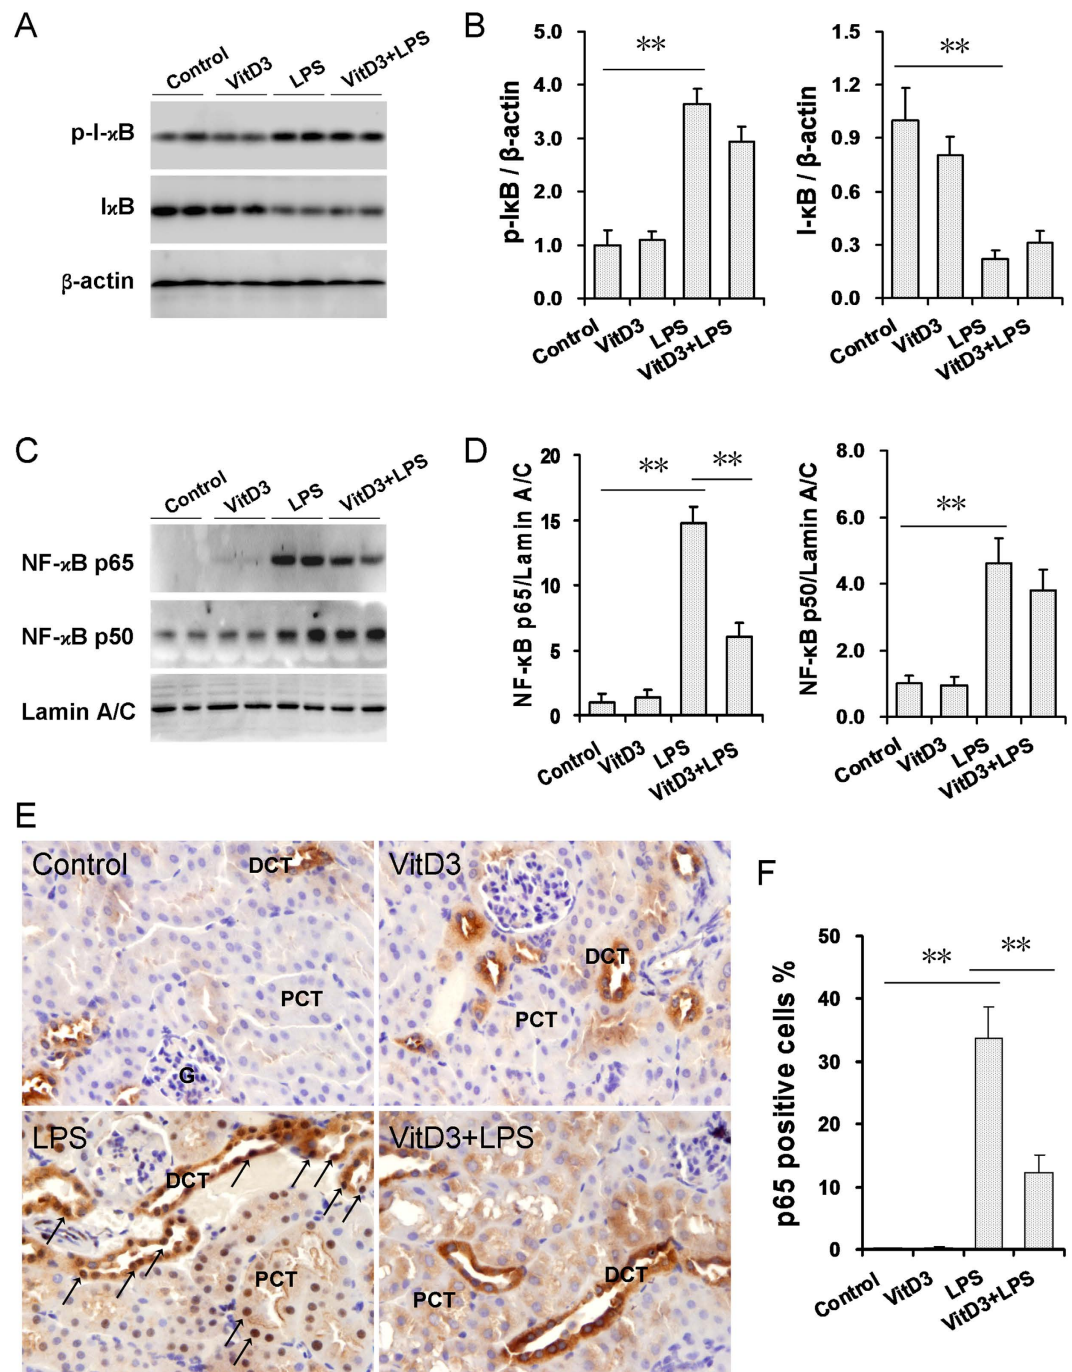 A
Control
VitD3
LPS
VitD3+LPS
p-I-κB
IκB
β-actin
B
p-IκB / β-actin
5.0
4.0
3.0
2.0
1.0
0.0
**
Control
VitD3
LPS
VitD3+LPS
I-κB / β-actin
1.5
1.2
0.9
0.6
0.3
0.0
**
Control
VitD3
LPS
VitD3+LPS
C
Control
VitD3
LPS
VitD3+LPS
NF-κB p65
NF-κB p50
Lamin A/C
D
NF-κB p65/Lamin A/C
20
15
10
5
0
**
**
Control
VitD3
LPS
VitD3+LPS
NF-κB p50/Lamin A/C
8.0
6.0
4.0
2.0
0.0
**
Control
VitD3
LPS
VitD3+LPS
E
Control
DCT
PCT
G
VitD3
DCT
PCT
LPS
DCT
PCT
VitD3+LPS
PCT
DCT
F
p65 positive cells %
50
40
30
20
10
0
**
**
Control
VitD3
LPS
VitD3+LPS